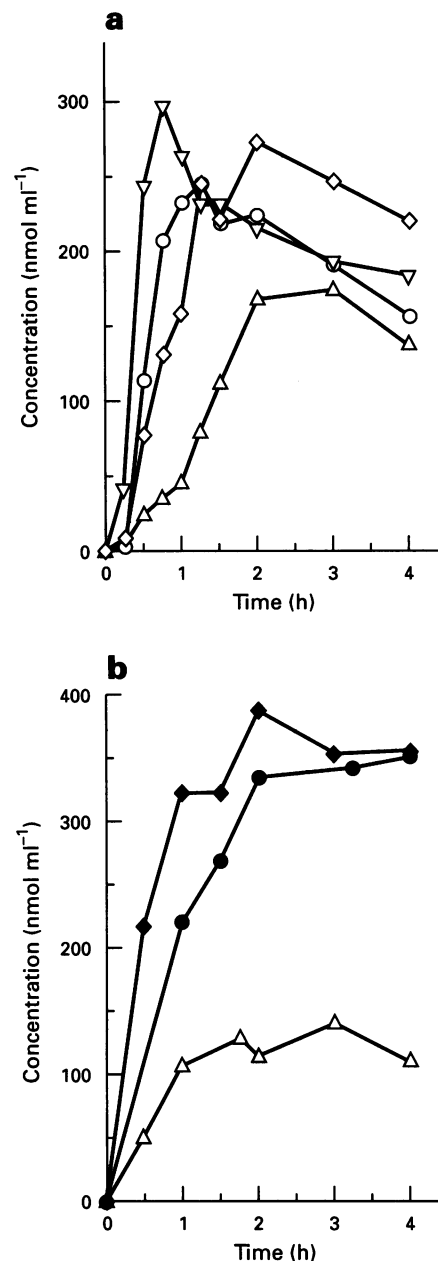 a
300
200
100
0
Concentration (nmol ml⁻¹)
0 1 2 3 4
Time (h)
b
400
300
200
100
0
Concentration (nmol ml⁻¹)
0 1 2 3 4
Time (h)